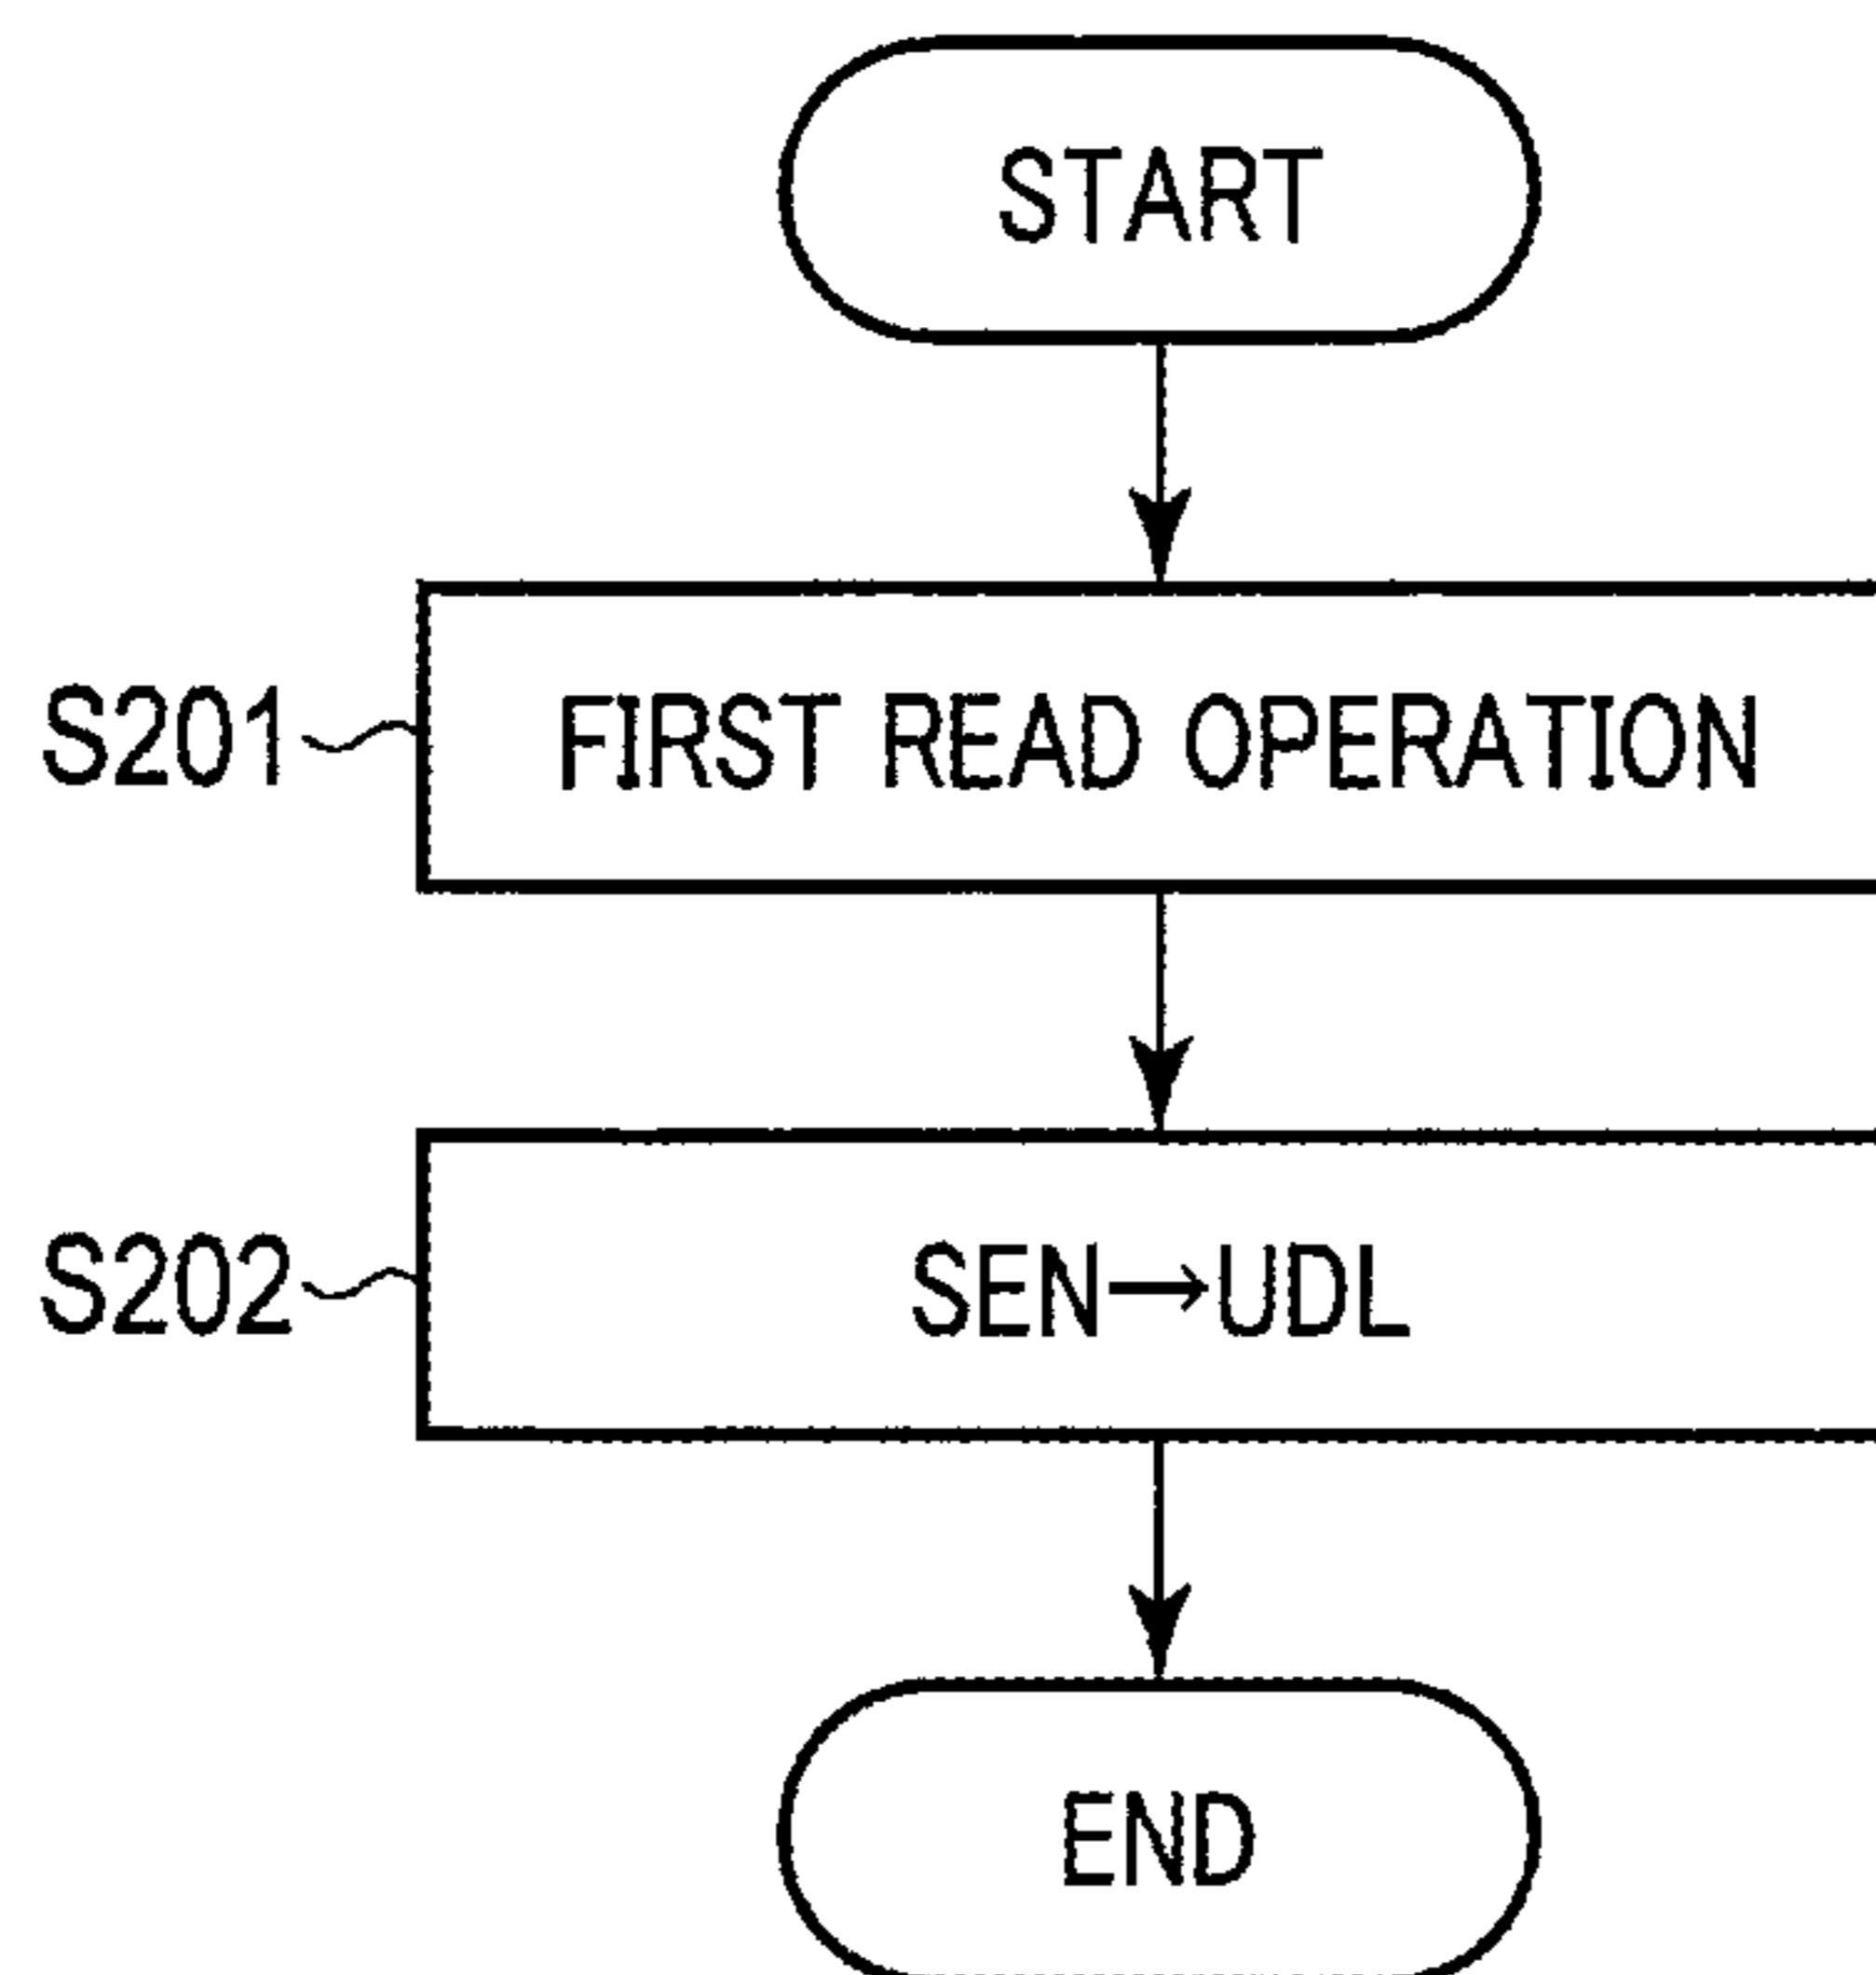 START
S201 FIRST READ OPERATION
S202 SEN→UDL
END